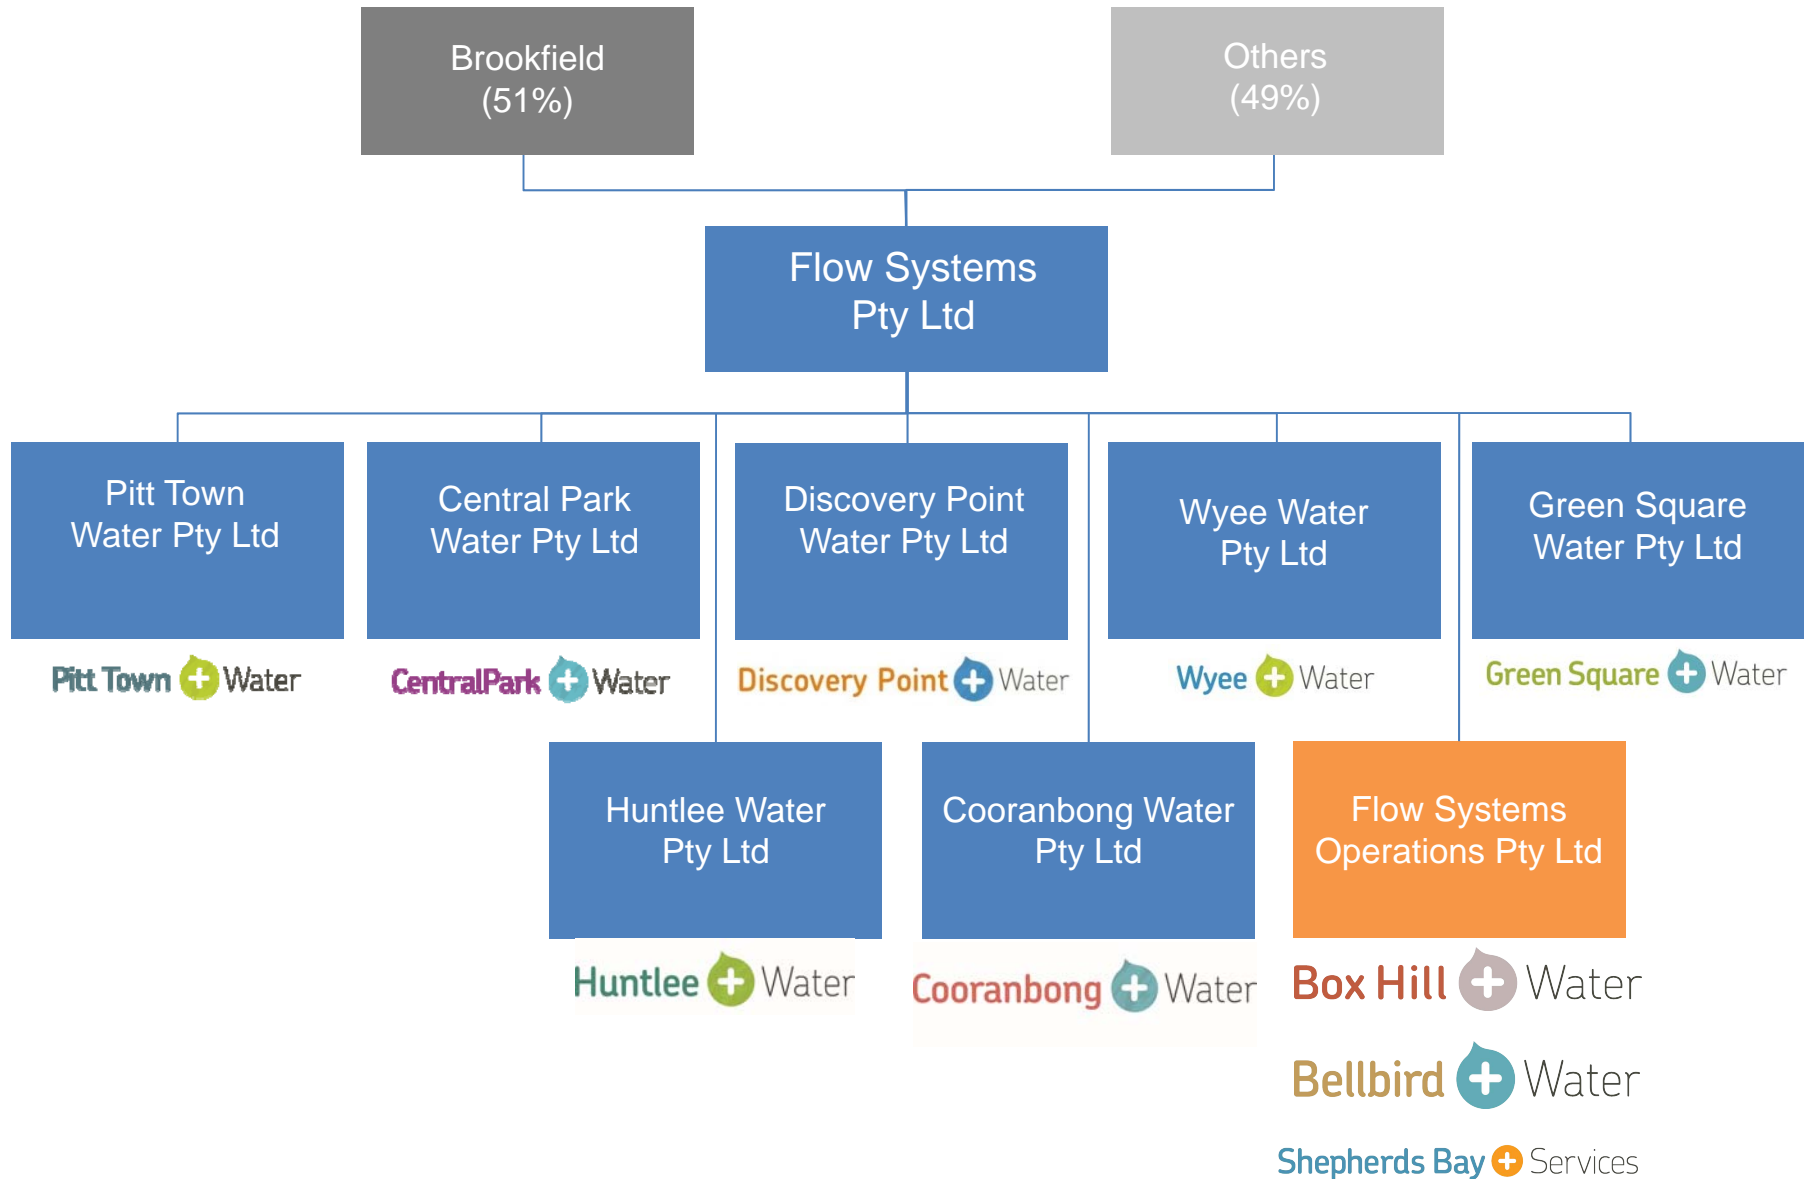 Brookfield
(51%)
Others
(49%)
Flow Systems
Pty Ltd
Pitt Town
Water Pty Ltd
Central Park
Water Pty Ltd
Discovery Point
Water Pty Ltd
Wyee Water
Pty Ltd
Green Square
Water Pty Ltd
Pitt Town + Water
CentralPark + Water
Discovery Point + Water
Wyee + Water
Green Square + Water
Huntlee Water
Pty Ltd
Cooranbong Water
Pty Ltd
Flow Systems
Operations Pty Ltd
Huntlee + Water
Cooranbong + Water
Box Hill + Water
Bellbird + Water
Shepherds Bay + Services